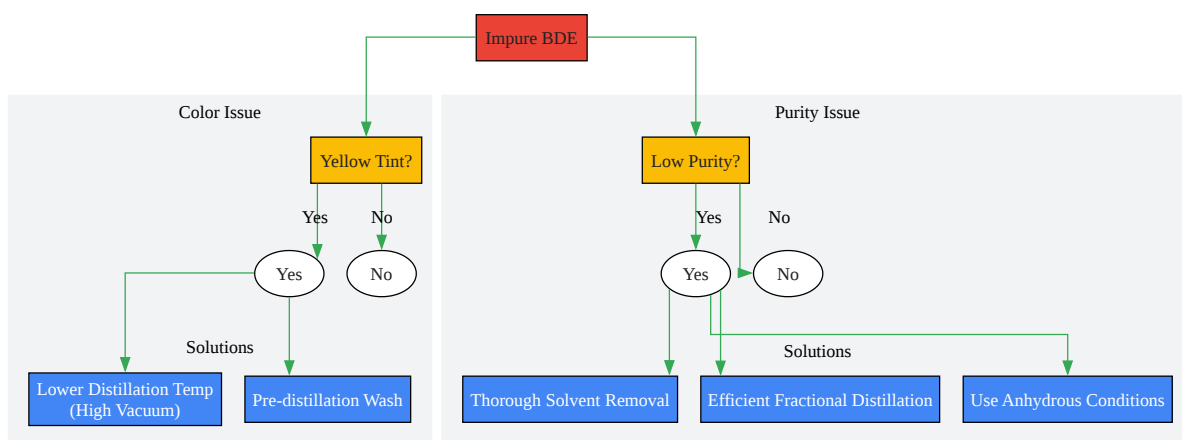 Impure BDE
Color Issue
Purity Issue
Yellow Tint?
Low Purity?
Yes
No
Yes
No
Yes
No
Yes
No
Solutions
Solutions
Lower Distillation Temp
(High Vacuum)
Pre-distillation Wash
Thorough Solvent Removal
Efficient Fractional Distillation
Use Anhydrous Conditions